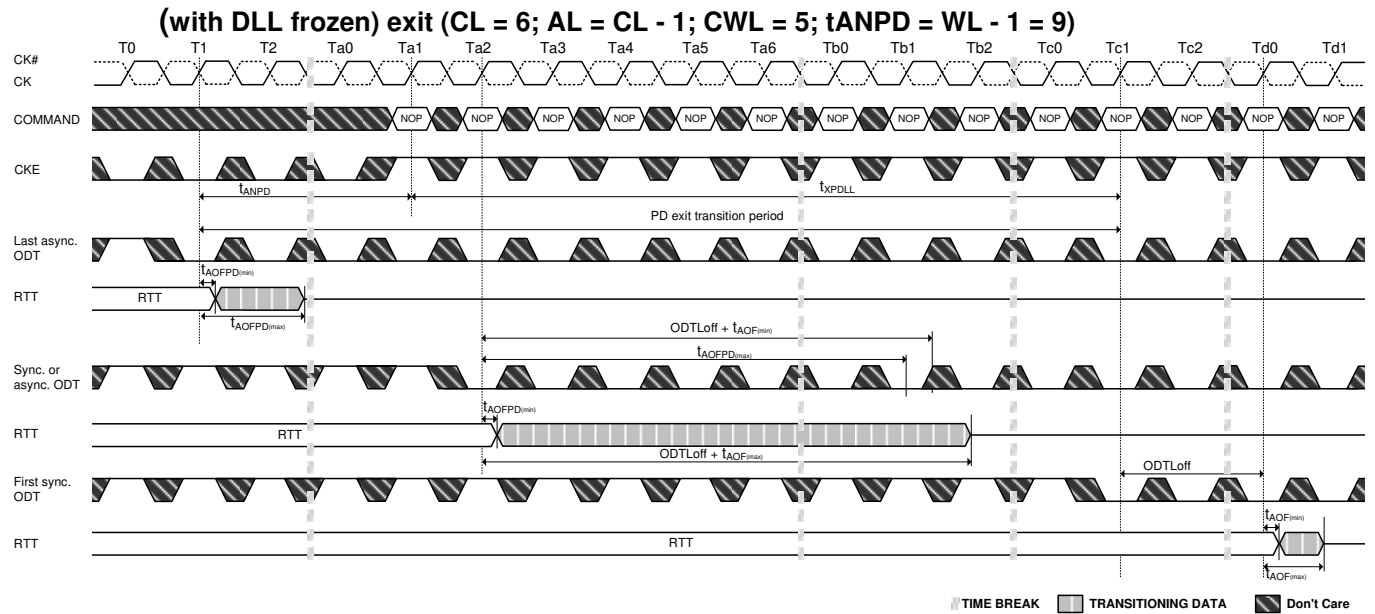 (with DLL frozen) exit (CL = 6; AL = CL - 1; CWL = 5; tANPD = WL - 1 = 9)
T0 T1 T2 Ta0 Ta1 Ta2 Ta3 Ta4 Ta5 Ta6 Tb0 Tb1 Tb2 Tc0 Tc1 Tc2 Td0 Td1
CK#
CK
COMMAND NOP NOP NOP NOP NOP NOP NOP NOP NOP NOP NOP NOP NOP NOP
CKE
tANPD tXPDLL
PD exit transition period
Last async.
ODT
tAOFPD(min)
RTT RTT
tAOFPD(max)
ODTLoff + tAOF(min)
tAOFPD(max)
Sync. or
async. ODT
tAOFPD(min)
RTT RTT
ODTLoff + tAOF(max)
ODTLoff
First sync.
ODT
tAOF(min)
RTT RTT
tAOF(max)
TIME BREAK TRANSITIONING DATA Don't Care